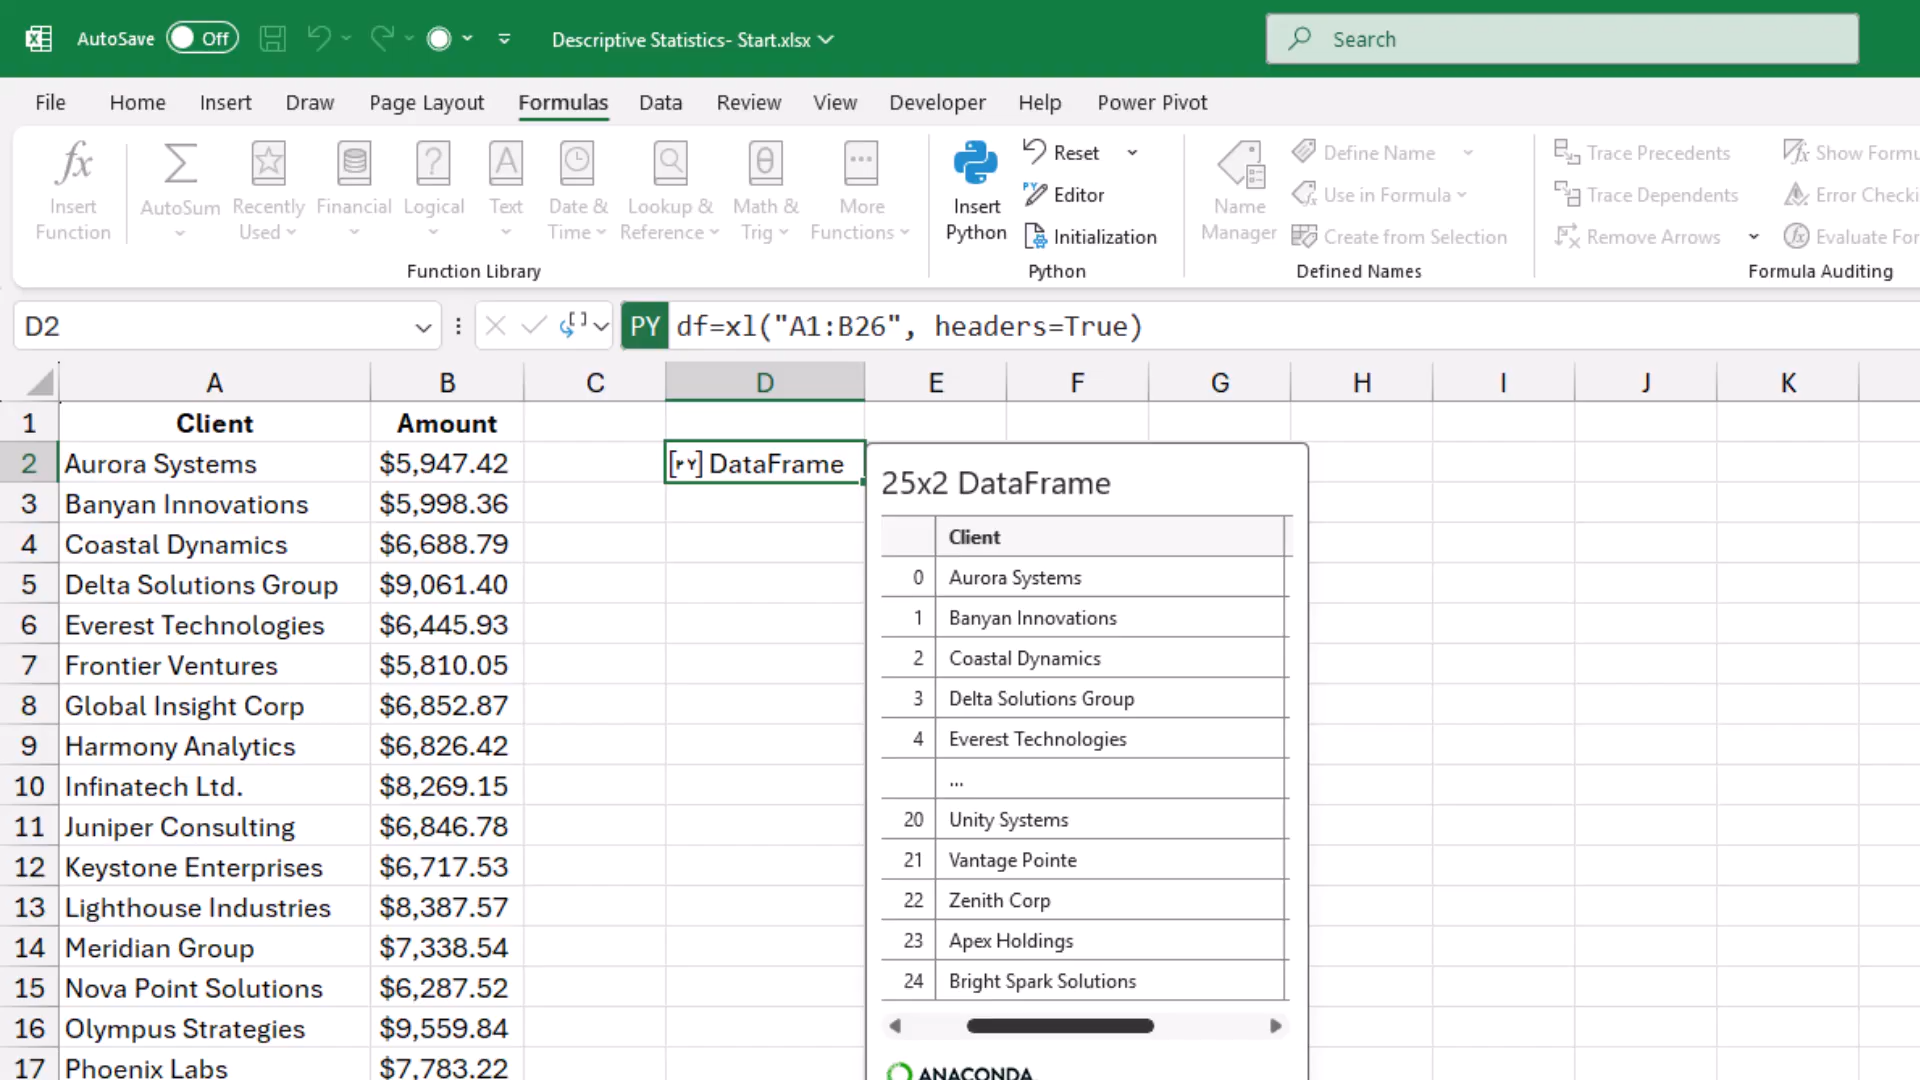 AutoSave Off Descriptive Statistics- Start.xlsx Search
File Home Insert Draw Page Layout Formulas Data Review View Developer Help Power Pivot
fx
Insert Function
AutoSum
Recently Used
Financial
Logical
Text
Date & Time
Lookup & Reference
Math & Trig
More Functions
Function Library
Insert Python
Reset
Editor
Initialization
Python
Name Manager
Define Name
Use in Formula
Create from Selection
Defined Names
Trace Precedents
Trace Dependents
Remove Arrows
Show Formu
Error Checki
Evaluate For
Formula Auditing
D2 PY df=xl("A1:B26", headers=True)
A B C D E F G H I J K
1 Client Amount
2 Aurora Systems $5,947.42 [PY] DataFrame
3 Banyan Innovations $5,998.36
4 Coastal Dynamics $6,688.79
5 Delta Solutions Group $9,061.40
6 Everest Technologies $6,445.93
7 Frontier Ventures $5,810.05
8 Global Insight Corp $6,852.87
9 Harmony Analytics $6,826.42
10 Infinatech Ltd. $8,269.15
11 Juniper Consulting $6,846.78
12 Keystone Enterprises $6,717.53
13 Lighthouse Industries $8,387.57
14 Meridian Group $7,338.54
15 Nova Point Solutions $6,287.52
16 Olympus Strategies $9,559.84
17 Phoenix Labs $7,783.22
25x2 DataFrame
Client
0 Aurora Systems
1 Banyan Innovations
2 Coastal Dynamics
3 Delta Solutions Group
4 Everest Technologies
...
20 Unity Systems
21 Vantage Pointe
22 Zenith Corp
23 Apex Holdings
24 Bright Spark Solutions
ANACONDA